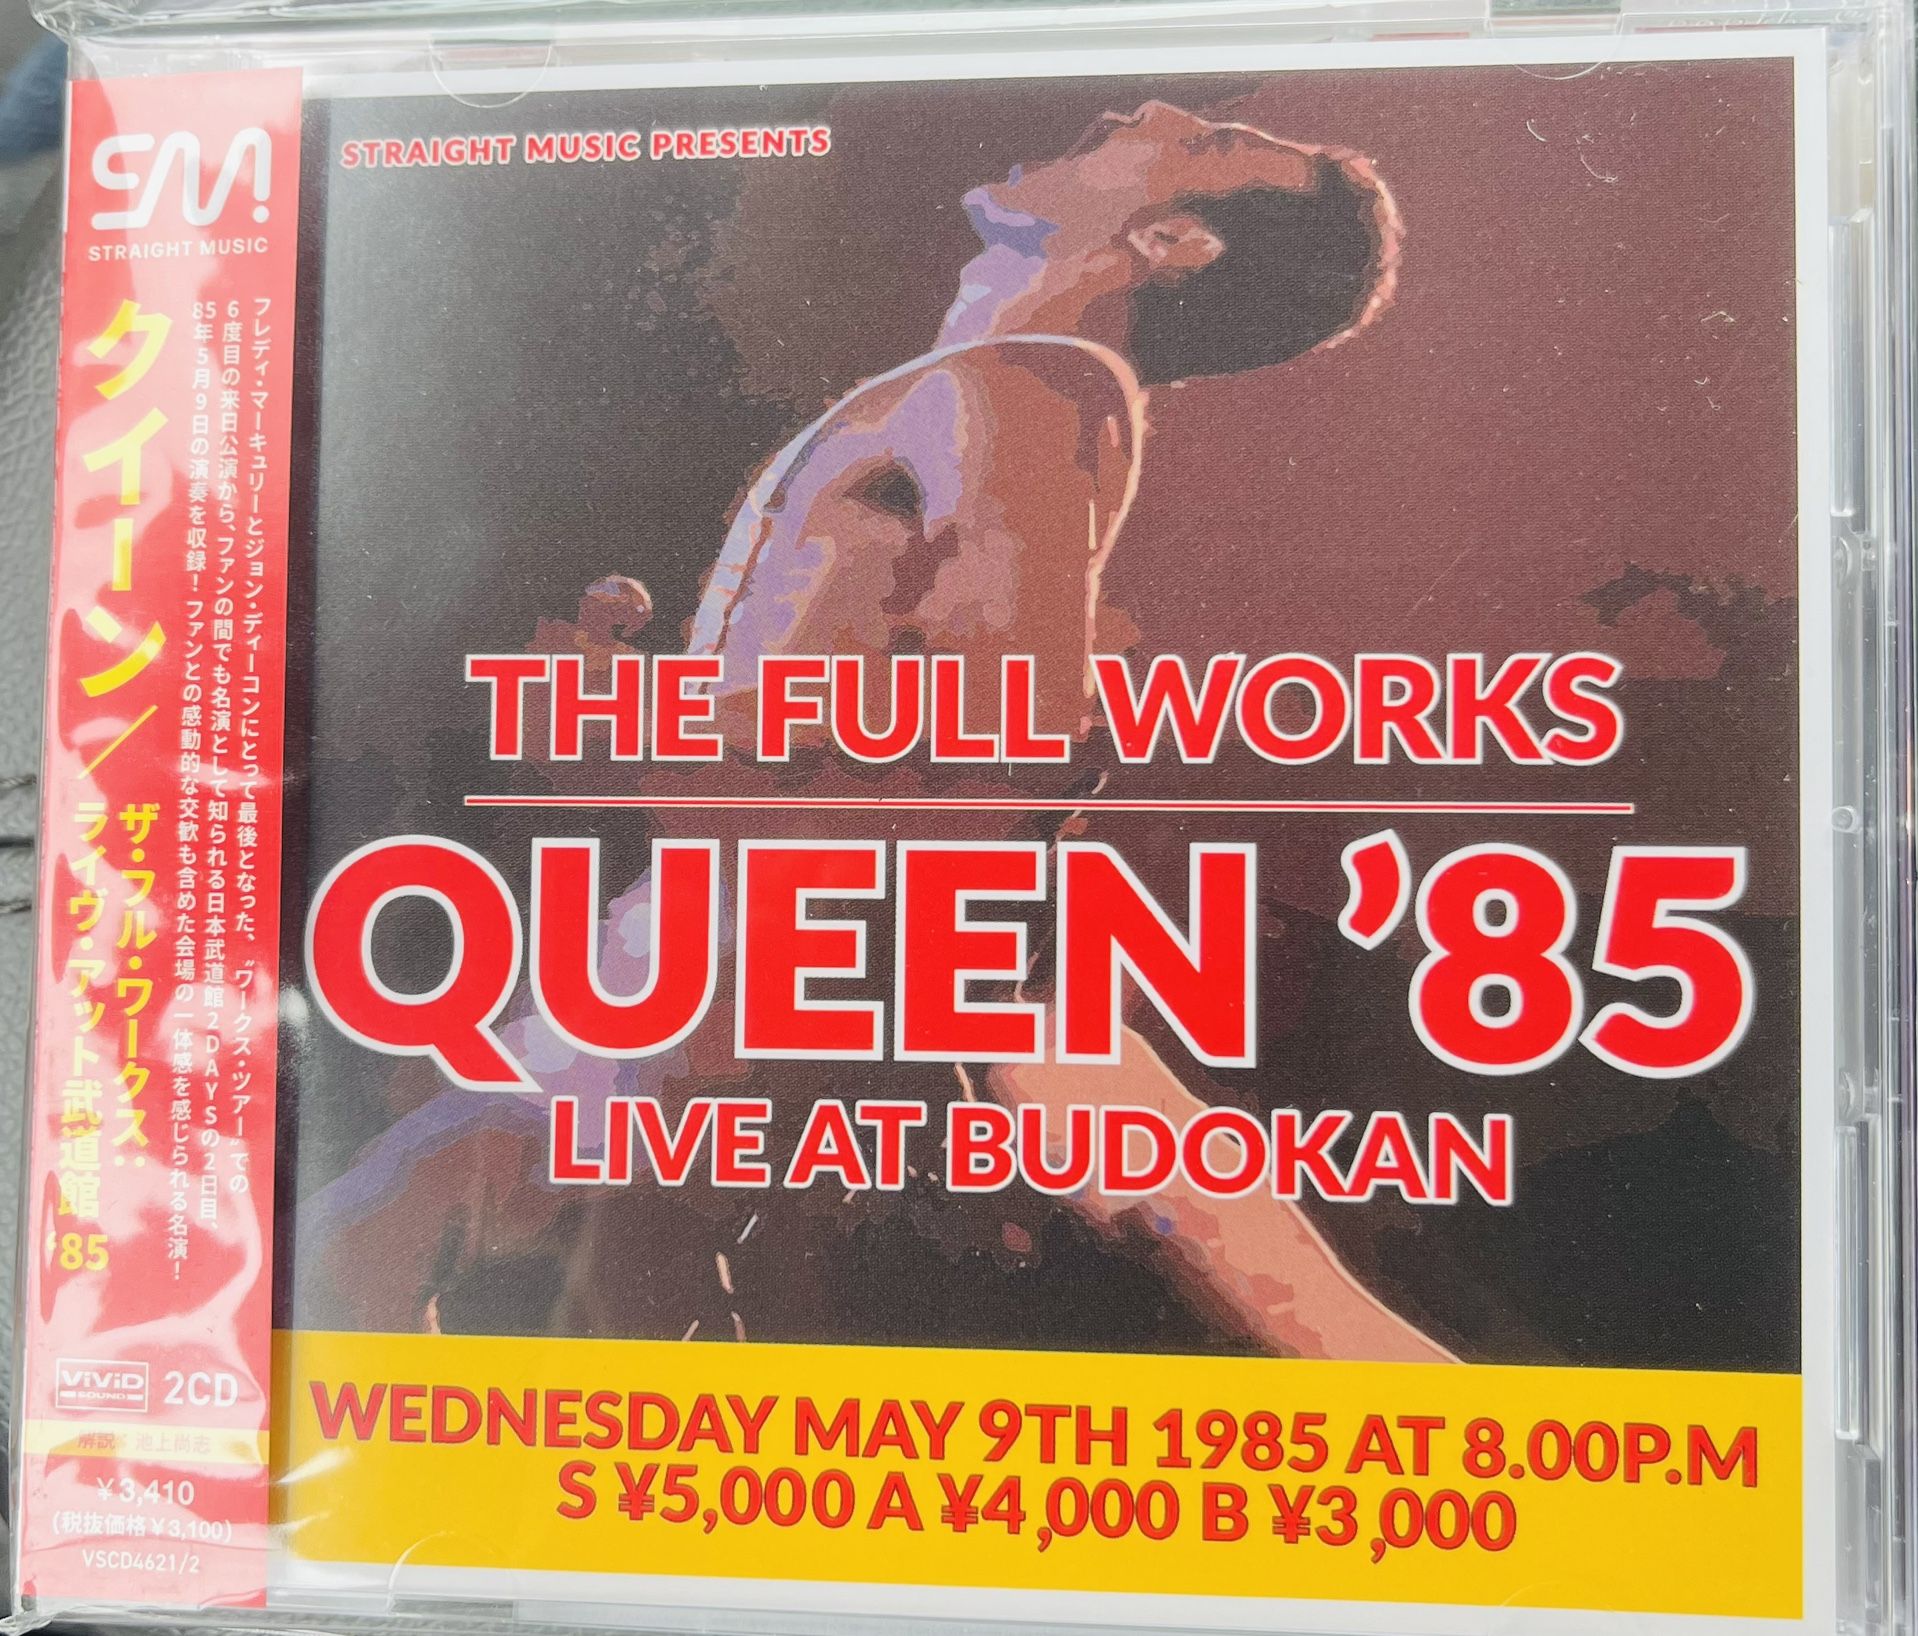 SM!
STRAIGHT MUSIC
クイーン/
ザ・フル・ワークス:
ライヴ・アット武道館 '85
フレディ・マーキュリーとジョン・ディーコンにとって最後となった、"ワークス・ツアー"での
6度目の来日公演から、ファンの間でも名演として知られる日本武道館2DAYSの2日目、
85年5月9日の演奏を収録!ファンとの感動的な交歓も含めた会場の一体感を感じられる名演!
ViViD
SOUND
2CD
解説: 池上尚志
¥3,410
(税抜価格¥3,100)
VSCD4621/2
STRAIGHT MUSIC PRESENTS
THE FULL WORKS
QUEEN '85
LIVE AT BUDOKAN
WEDNESDAY MAY 9TH 1985 AT 8.00P.M
S ¥5,000 A ¥4,000 B ¥3,000